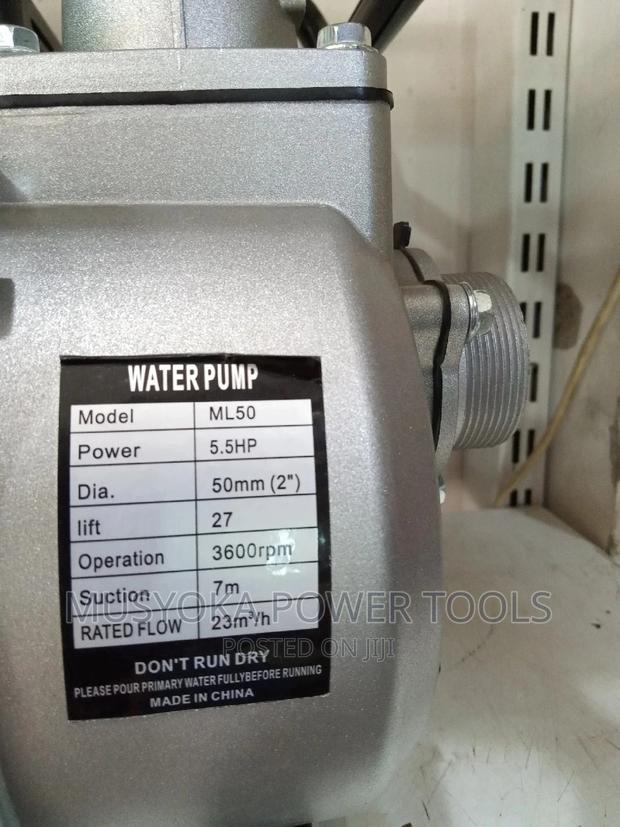 WATER PUMP
Model ML50
Power 5.5HP
Dia. 50mm (2")
lift 27
Operation 3600rpm
Suction 7m
MUSYOKA POWER TOOLS
RATED FLOW 23m³/h
POSTED ON JIJI
DON'T RUN DRY
PLEASE POUR PRIMARY WATER FULLYBEFORE RUNNING
MADE IN CHINA